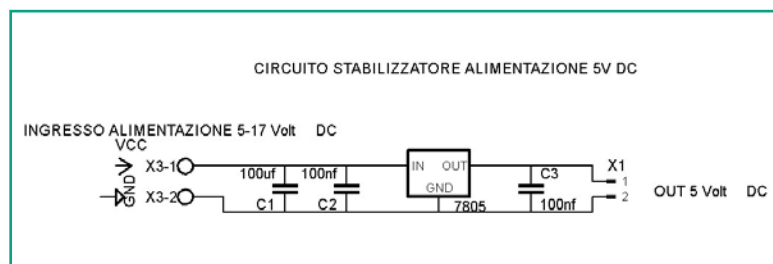 CIRCUITO STABILIZZATORE ALIMENTAZIONE 5V DC
INGRESSO ALIMENTAZIONE 5-17 Volt DC
VCC
X3-1
100uf
100nf
IN OUT
C3
X1
1
GND
GND
2
OUT 5 Volt DC
X3-2
C1
C2
7805
100nf